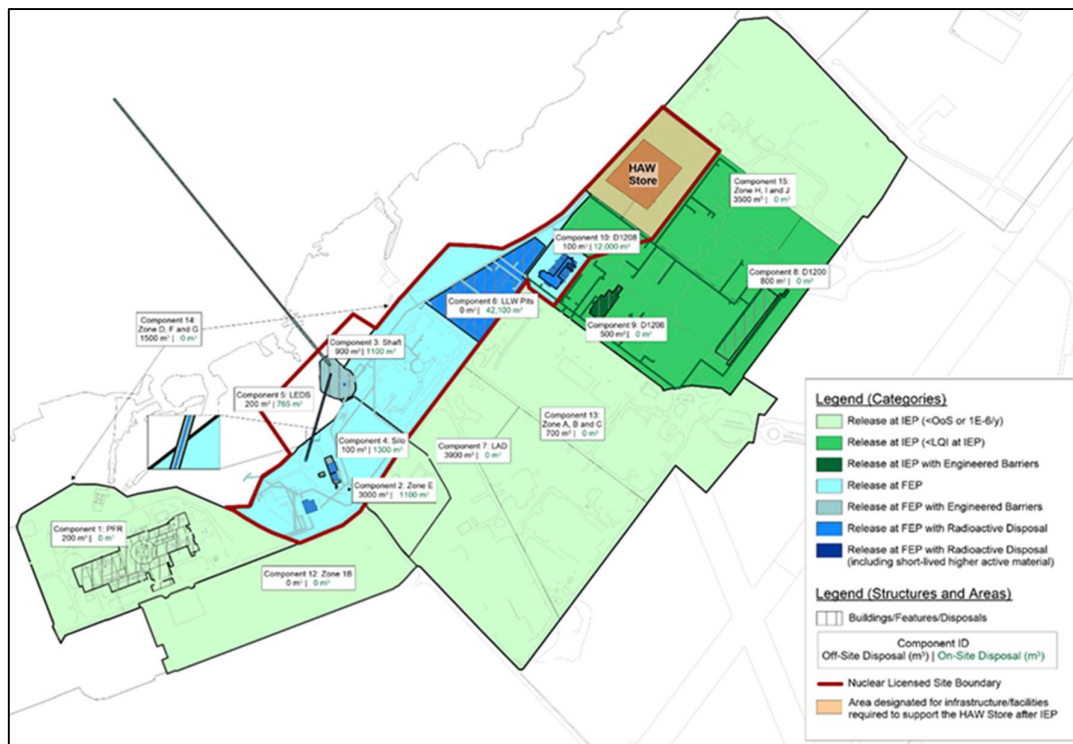 HAW
Store
Component 15:
Zone H, I and J
3500 m³ | 0 m³
Component 10: D1208
100 m³ | 12,000 m³
Component 8: D1200
800 m³ | 0 m³
Component 6: LLW Pits
0 m³ | 42,100 m³
Component 9: D1206
500 m³ | 0 m³
Component 14:
Zone D, F and G
1500 m³ | 0 m³
Component 3: Shaft
900 m³ | 1100 m³
Component 5: LEDS
200 m³ | 765 m³
Component 13:
Zone A, B and C
700 m³ | 0 m³
Component 4: Silo
100 m³ | 1300 m³
Component 7: LAD
3900 m³ | 0 m³
Component 2: Zone E
3000 m³ | 1100 m³
Component 1: PFR
200 m³ | 0 m³
Component 12: Zone 1B
0 m³ | 0 m³
Legend (Categories)
Release at IEP (<OoS or 1E-6/y)
Release at IEP (<LQI at IEP)
Release at IEP with Engineered Barriers
Release at FEP
Release at FEP with Engineered Barriers
Release at FEP with Radioactive Disposal
Release at FEP with Radioactive Disposal
(including short-lived higher active material)
Legend (Structures and Areas)
Buildings/Features/Disposals
Component ID
Off-Site Disposal (m³) | On-Site Disposal (m³)
Nuclear Licensed Site Boundary
Area designated for infrastructure/facilities
required to support the HAW Store after IEP